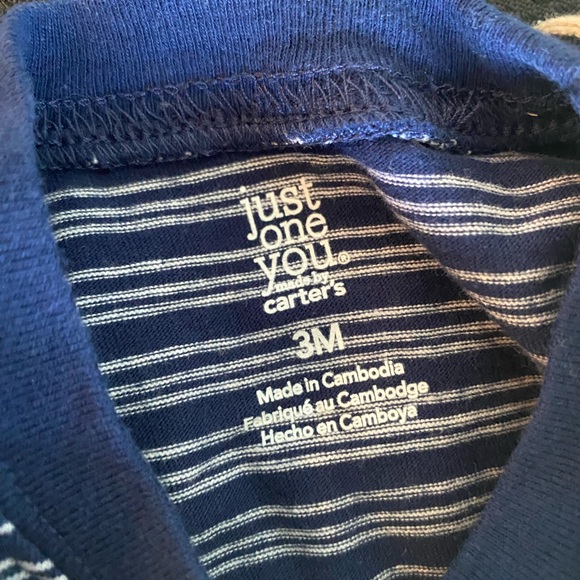 just
one
you®
made by
carter's
3M
Made in Cambodia
Fabriqué au Cambodge
Hecho en Camboya